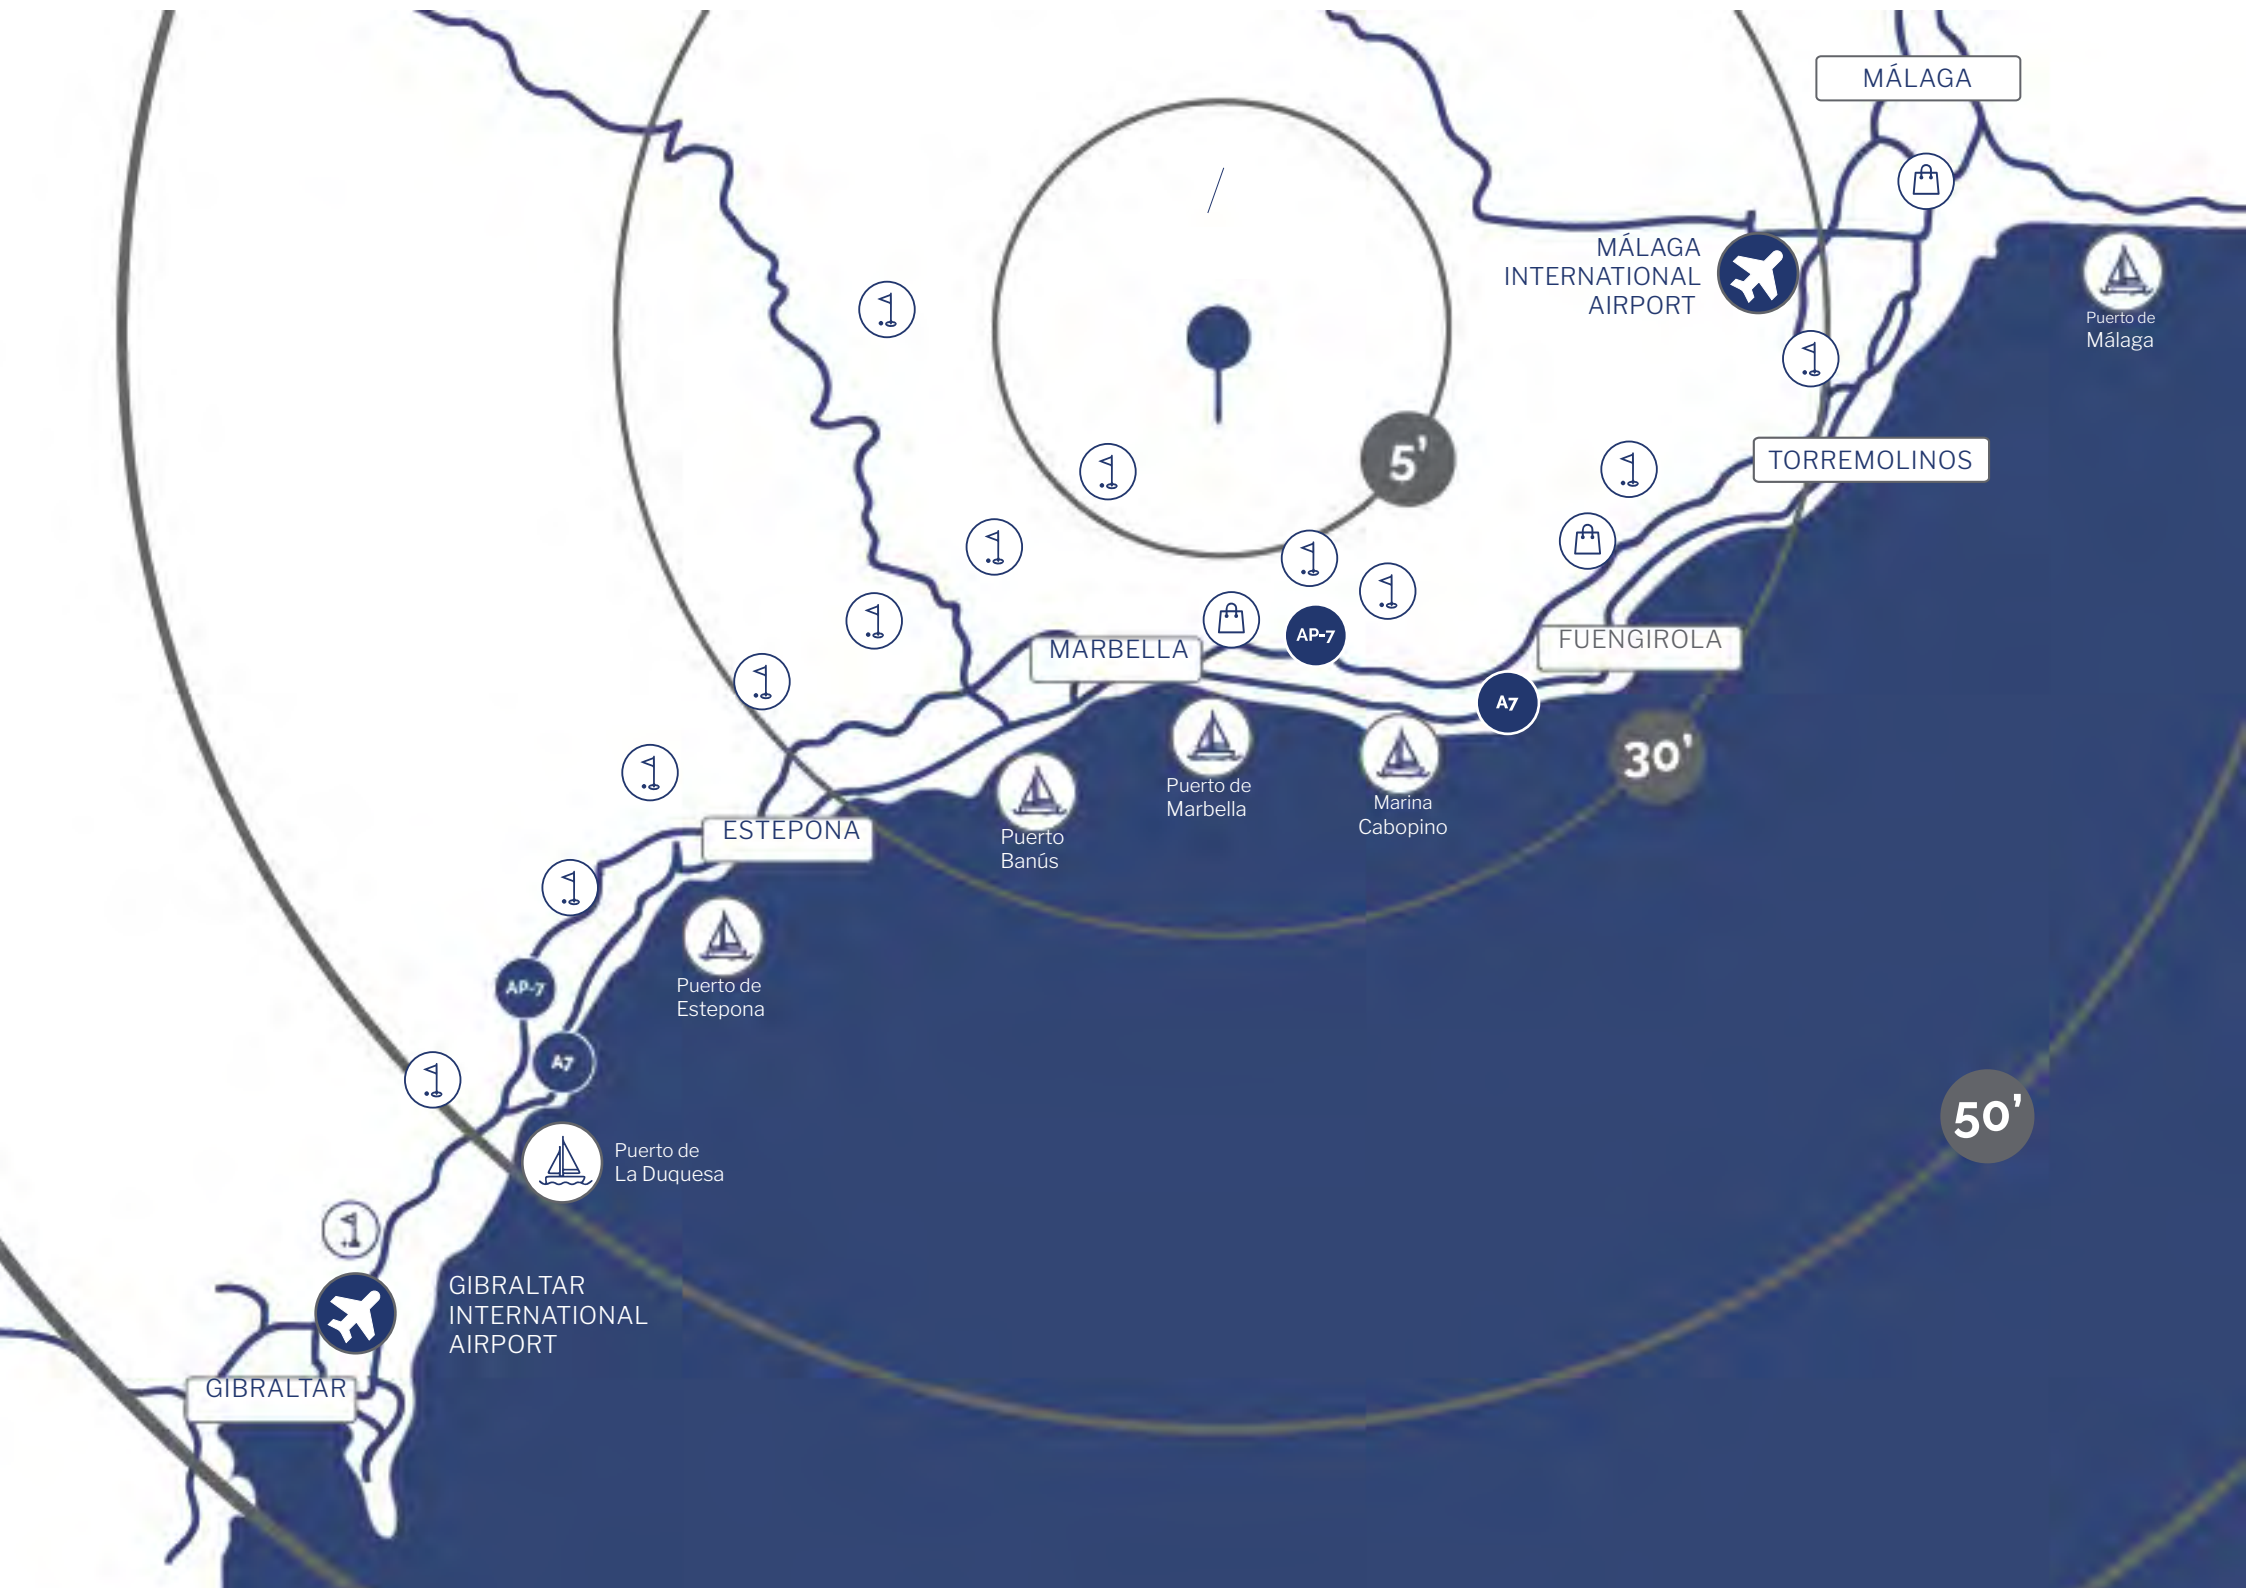 MÁLAGA
MÁLAGA
INTERNATIONAL
AIRPORT
Puerto de
Málaga
5'
TORREMOLINOS
AP-7
MARBELLA
FUENGIROLA
A7
30'
Puerto de
Marbella
Marina
Cabopino
Puerto
Banús
ESTEPONA
Puerto de
Estepona
AP-7
A7
50'
Puerto de
La Duquesa
GIBRALTAR
INTERNATIONAL
AIRPORT
GIBRALTAR